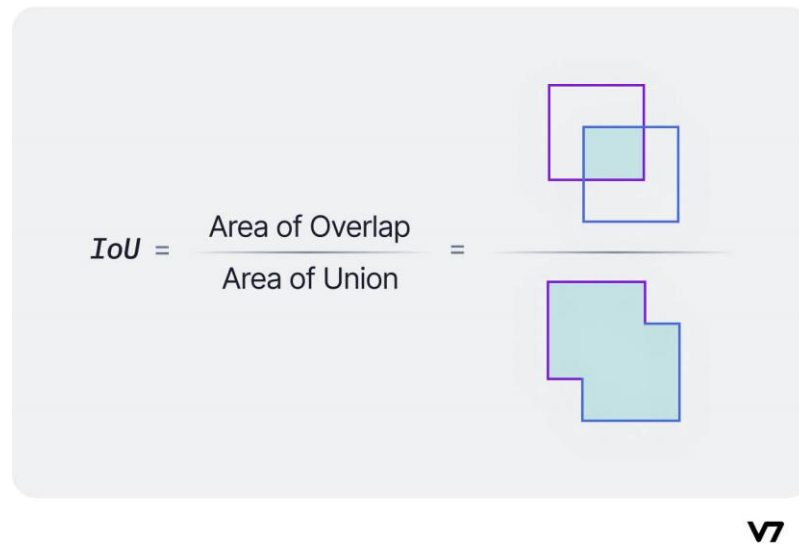 IoU = Area of Overlap =
Area of Union
V7